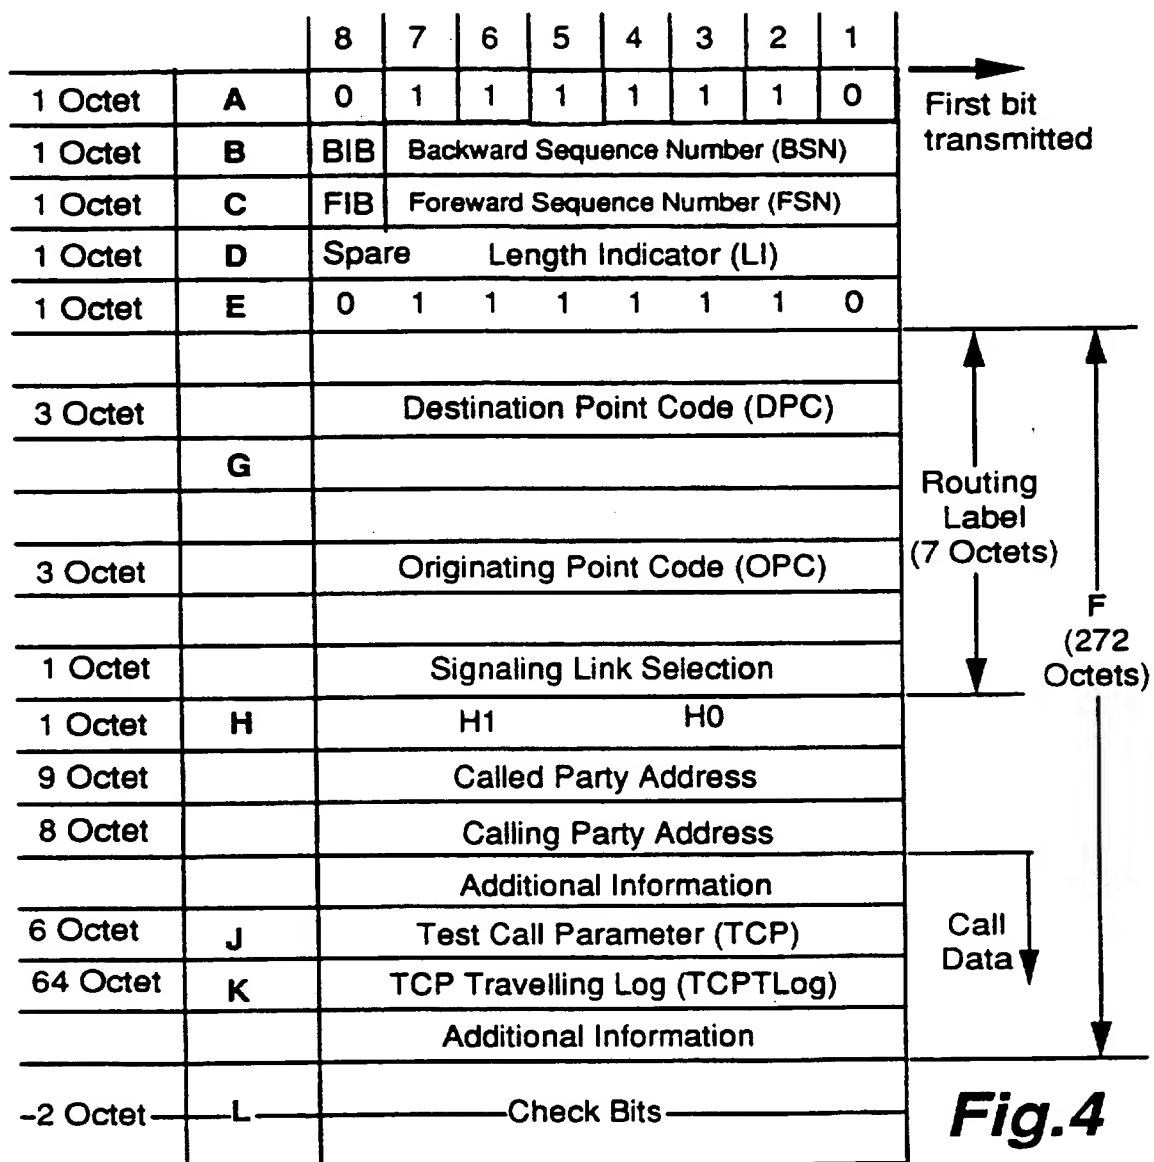 8 7 6 5 4 3 2 1
1 Octet A 0 1 1 1 1 1 1 0
First bit
transmitted
1 Octet B BIB Backward Sequence Number (BSN)
1 Octet C FIB Foreward Sequence Number (FSN)
1 Octet D Spare Length Indicator (LI)
1 Octet E 0 1 1 1 1 1 1 0
3 Octet Destination Point Code (DPC)
G
Routing
Label
(7 Octets)
3 Octet Originating Point Code (OPC)
F
(272
Octets)
1 Octet Signaling Link Selection
1 Octet H H1 H0
9 Octet Called Party Address
8 Octet Calling Party Address
Additional Information
6 Octet J Test Call Parameter (TCP)
Call
Data
64 Octet K TCP Travelling Log (TCPTLog)
Additional Information
-2 Octet L Check Bits
Fig.4